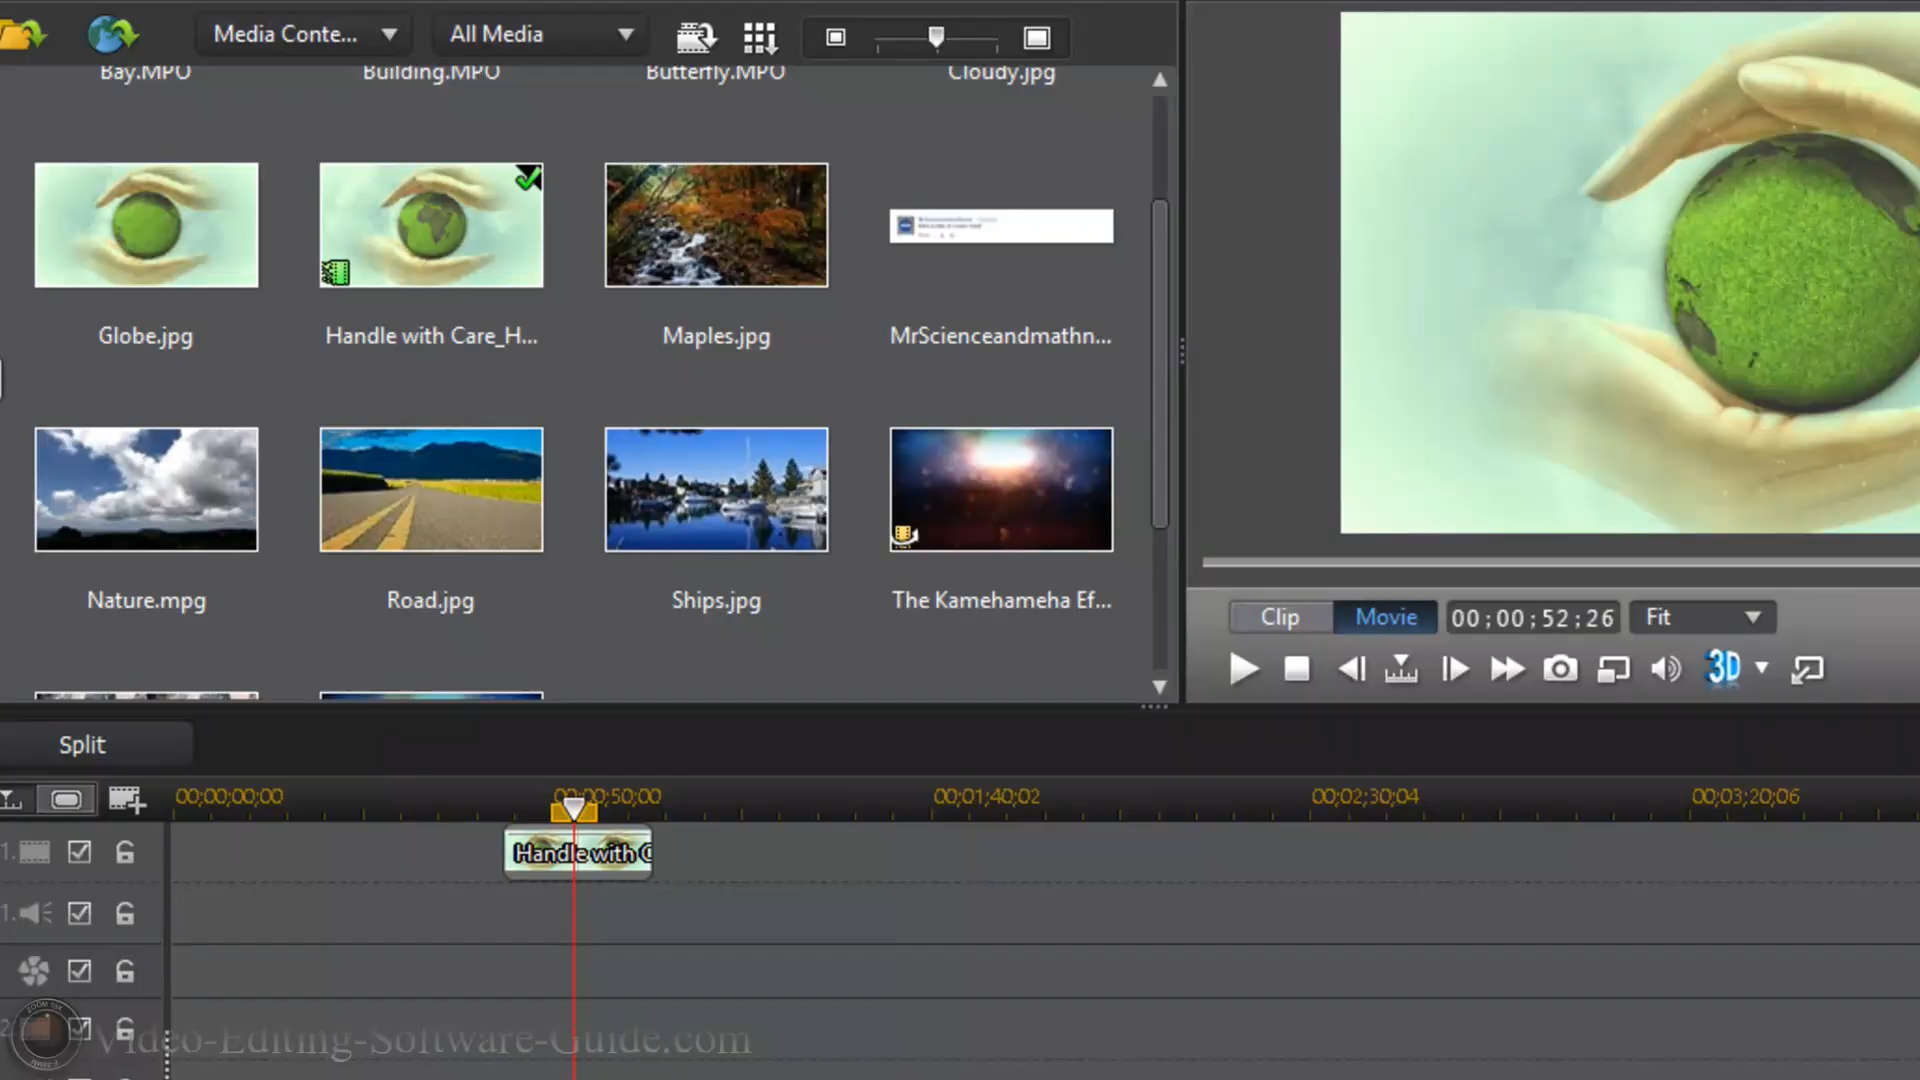 Media Conte...
All Media
Bay.MPO
Building.MPO
Butterfly.MPO
Cloudy.jpg
Globe.jpg
Handle with Care_H...
Maples.jpg
MrScienceandmathn...
Nature.mpg
Road.jpg
Ships.jpg
The Kamehameha Ef...
Clip
Movie
00;00;52;26
Fit
3D
Split
00;00;00;00
00;00;50;00
00;01;40;02
00;02;30;04
00;03;20;06
1.
Handle with C
1.
2.
Video-Editing-Software-Guide.com